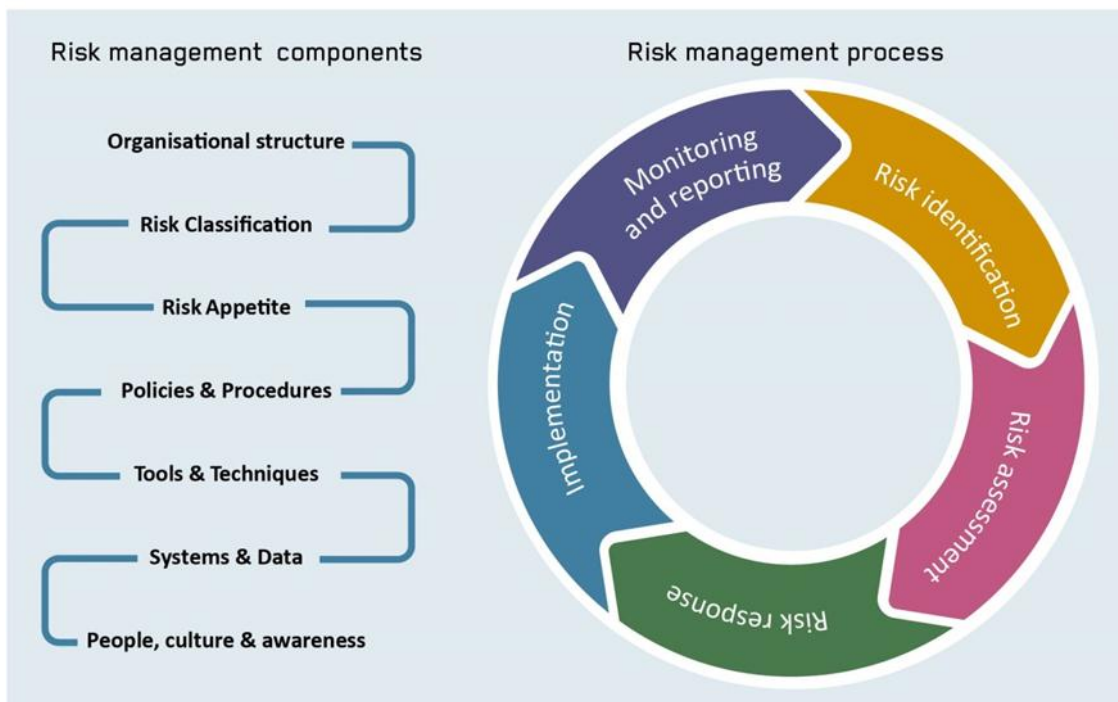 Risk management components
Organisational structure
Risk Classification
Risk Appetite
Policies & Procedures
Tools & Techniques
Systems & Data
People, culture & awareness
Risk management process
Risk identification
Risk assessment
Risk response
Implementation
Monitoring
and reporting